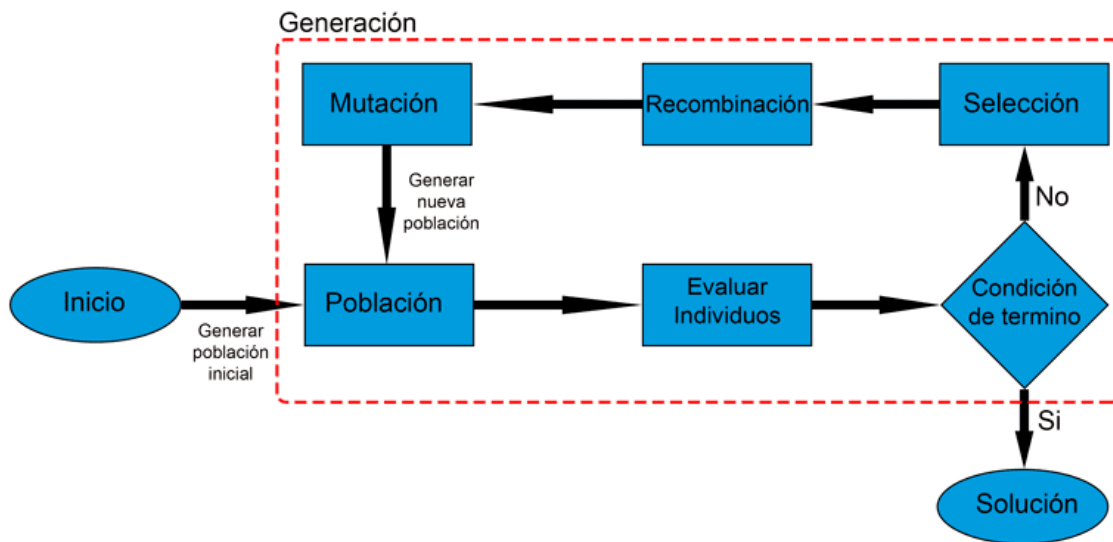 Generación
Mutación
Recombinación
Selección
Generar
nueva
población
No
Inicio
Población
Evaluar
Individuos
Condición
de termino
Generar
población
inicial
Si
Solución